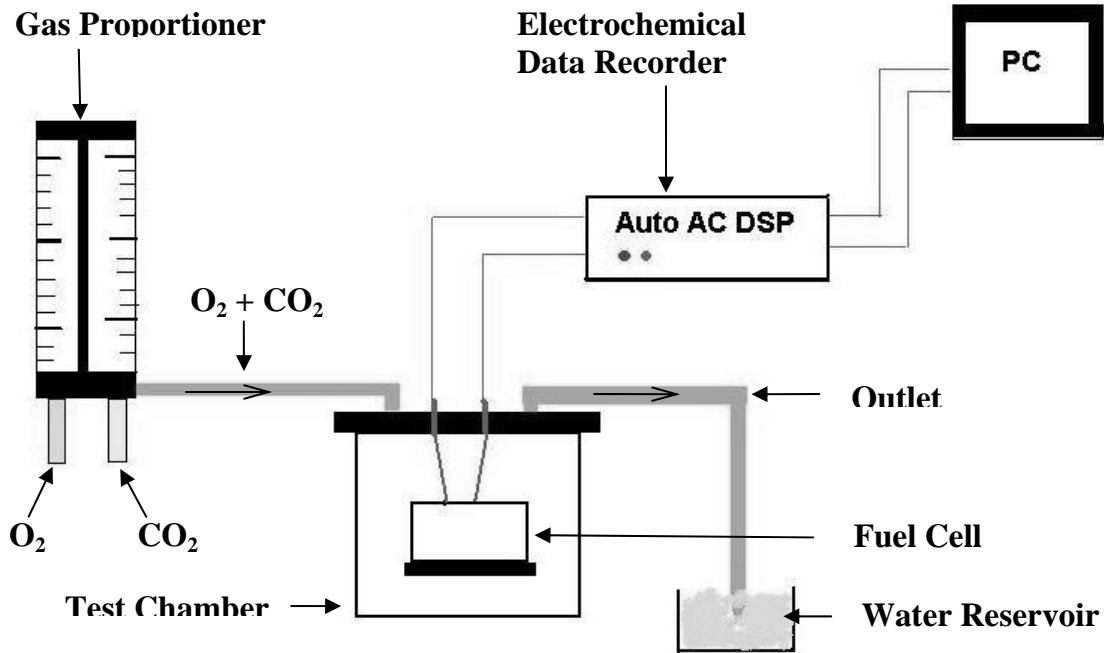 Gas Proportioner
Electrochemical
Data Recorder
PC
Auto AC DSP
O₂ + CO₂
Outlet
O₂
CO₂
Fuel Cell
Test Chamber
Water Reservoir